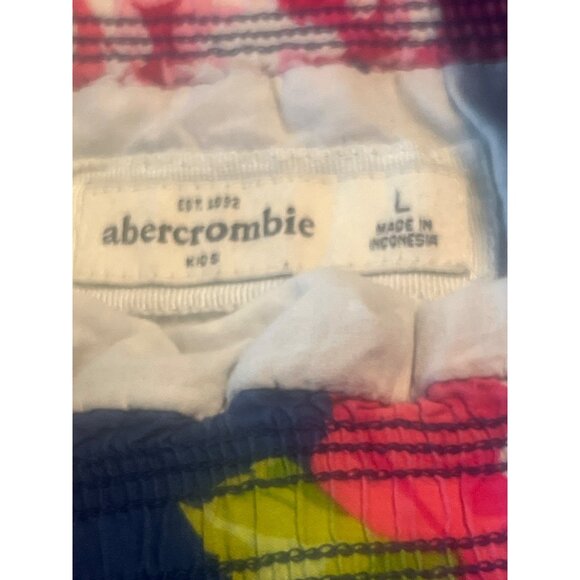 EST. 1892
abercrombie
KIDS
L
MADE IN
INDONESIA